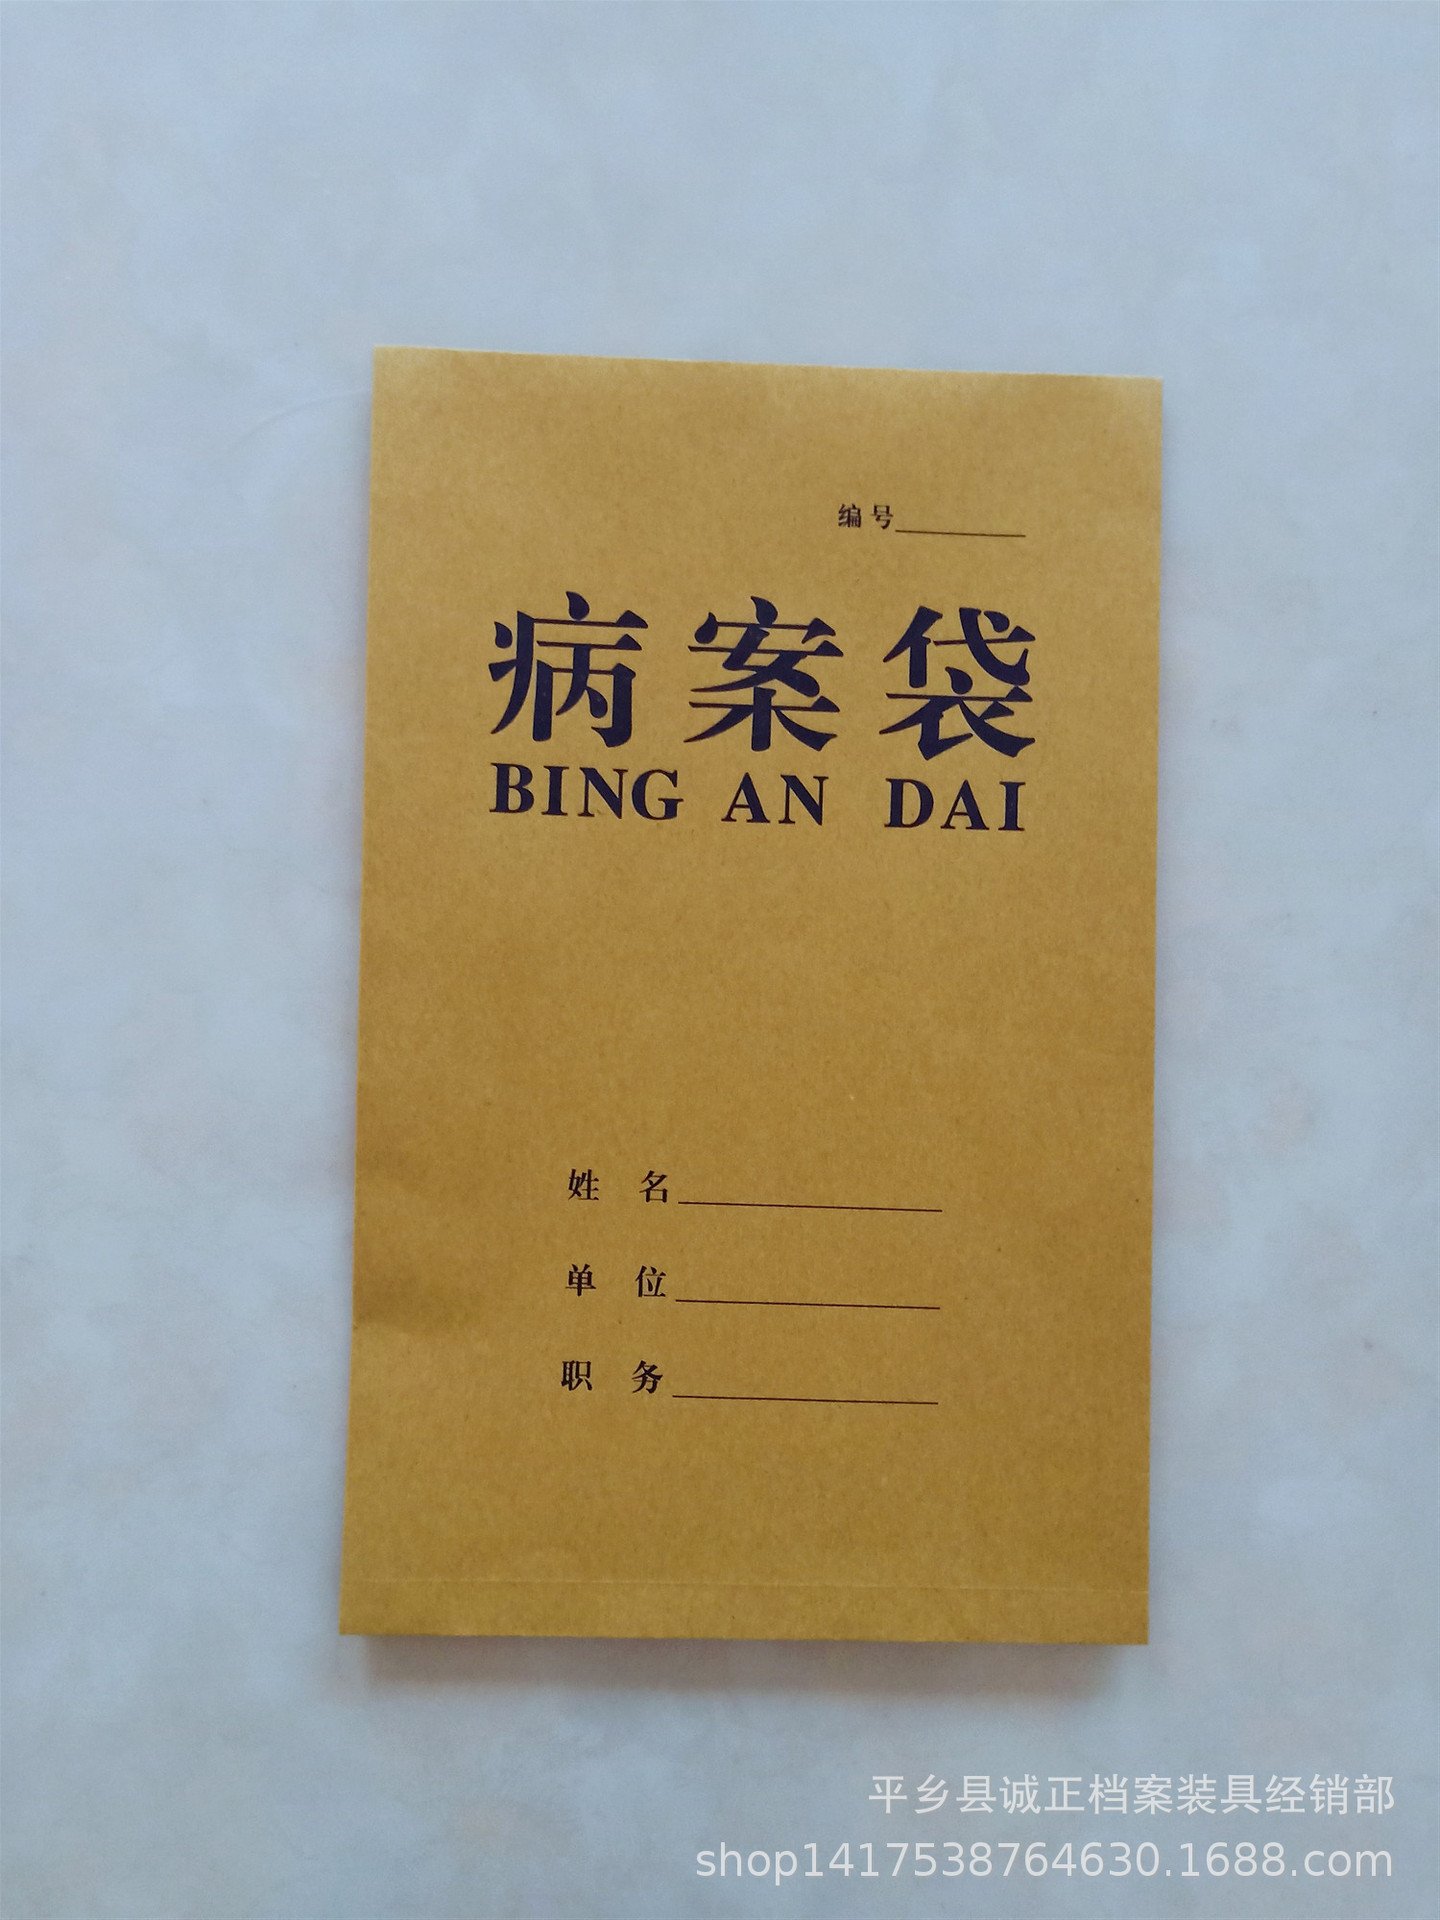 编号
病案袋
BING AN DAI
姓 名
单 位
职 务
平乡县诚正档案装具经销部
shop1417538764630.1688.com